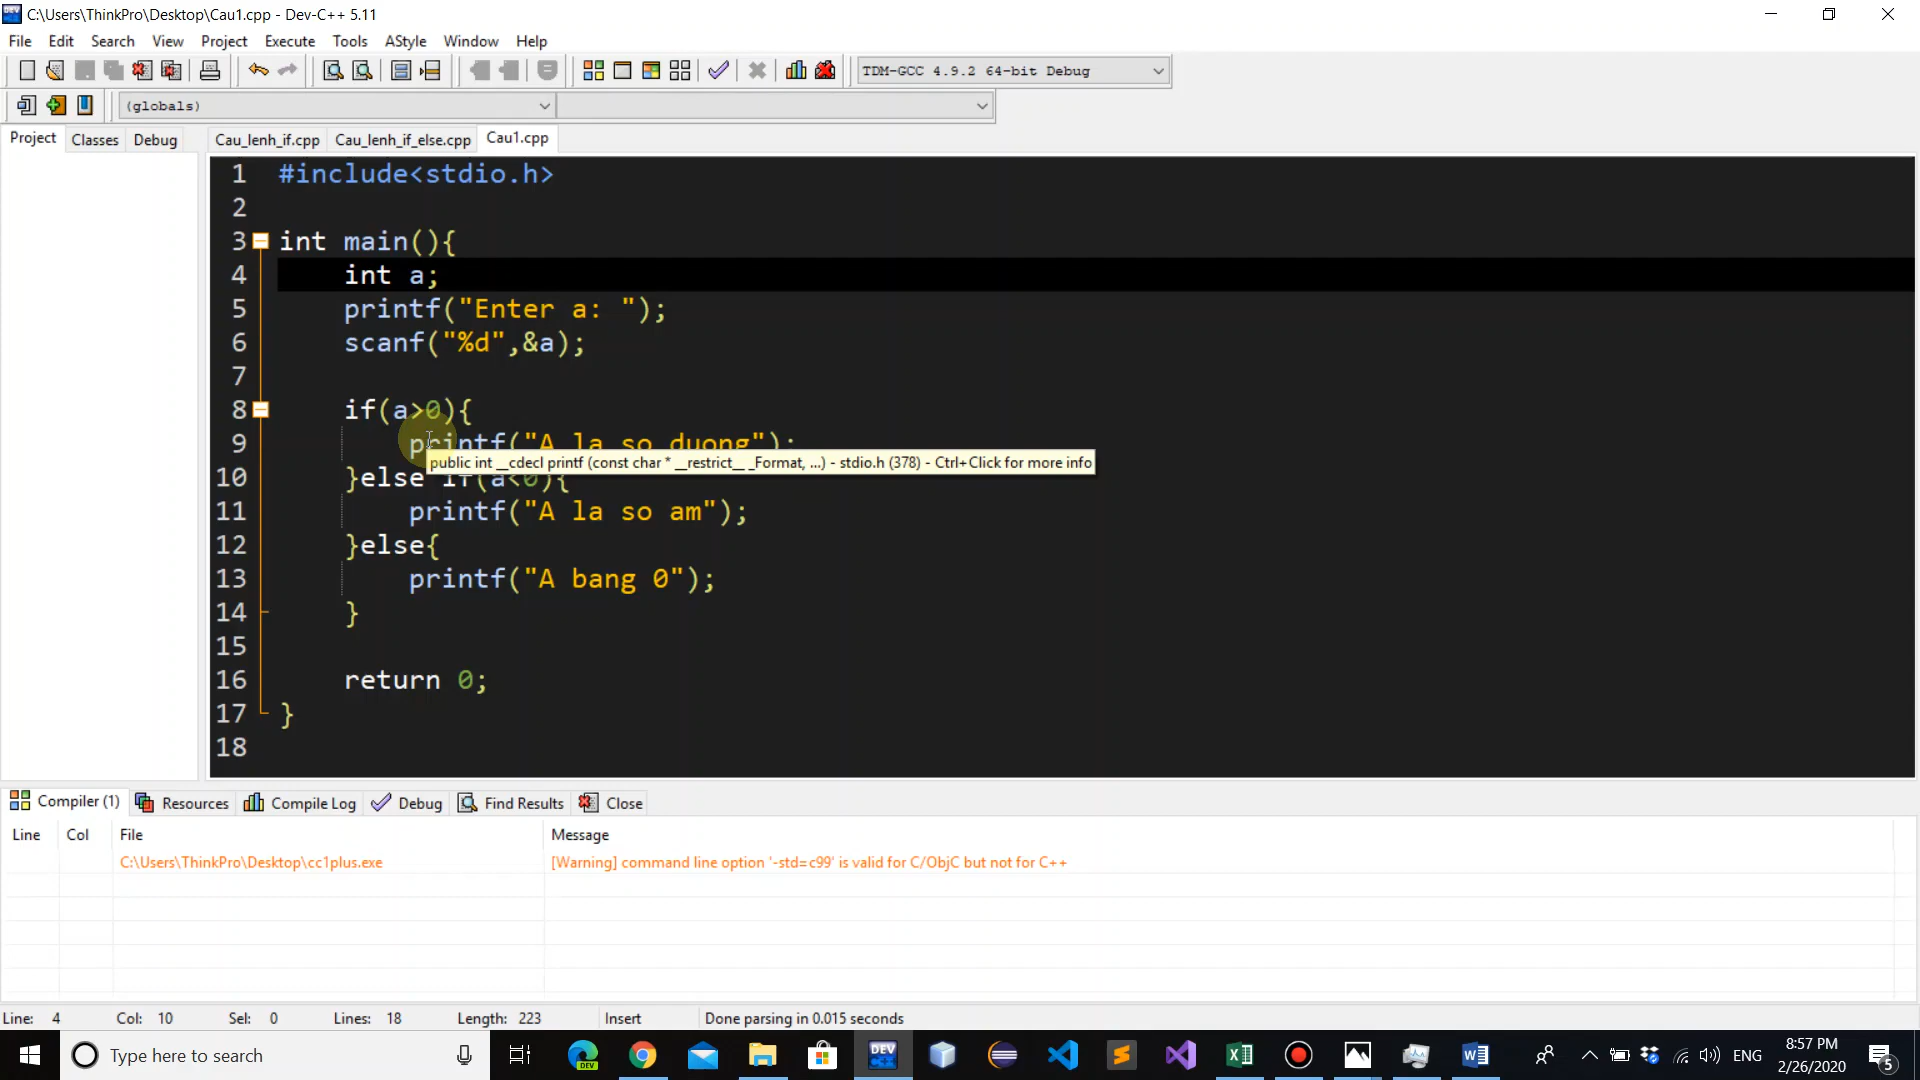 C:\Users\ThinkPro\Desktop\Cau1.cpp - Dev-C++ 5.11
File Edit Search View Project Execute Tools AStyle Window Help
TDM-GCC 4.9.2 64-bit Debug
(globals)
Project Classes Debug Cau_lenh_if.cpp Cau_lenh_if_else.cpp Cau1.cpp
1 #include<stdio.h>
2
3 int main(){
4 int a;
5 printf("Enter a: ");
6 scanf("%d",&a);
7
8 if(a>0){
9 printf("A la so duong");
public int __cdecl printf (const char * __restrict__ _Format, ...) - stdio.h (378) - Ctrl+Click for more info
10 }else if(a<0){
11 printf("A la so am");
12 }else{
13 printf("A bang 0");
14 }
15
16 return 0;
17 }
18
Compiler (1) Resources Compile Log Debug Find Results Close
Line Col File Message
C:\Users\ThinkPro\Desktop\cc1plus.exe [Warning] command line option '-std=c99' is valid for C/ObjC but not for C++
Line: 4 Col: 10 Sel: 0 Lines: 18 Length: 223 Insert Done parsing in 0.015 seconds
Type here to search
DEV
DEV
ENG
8:57 PM
2/26/2020
5